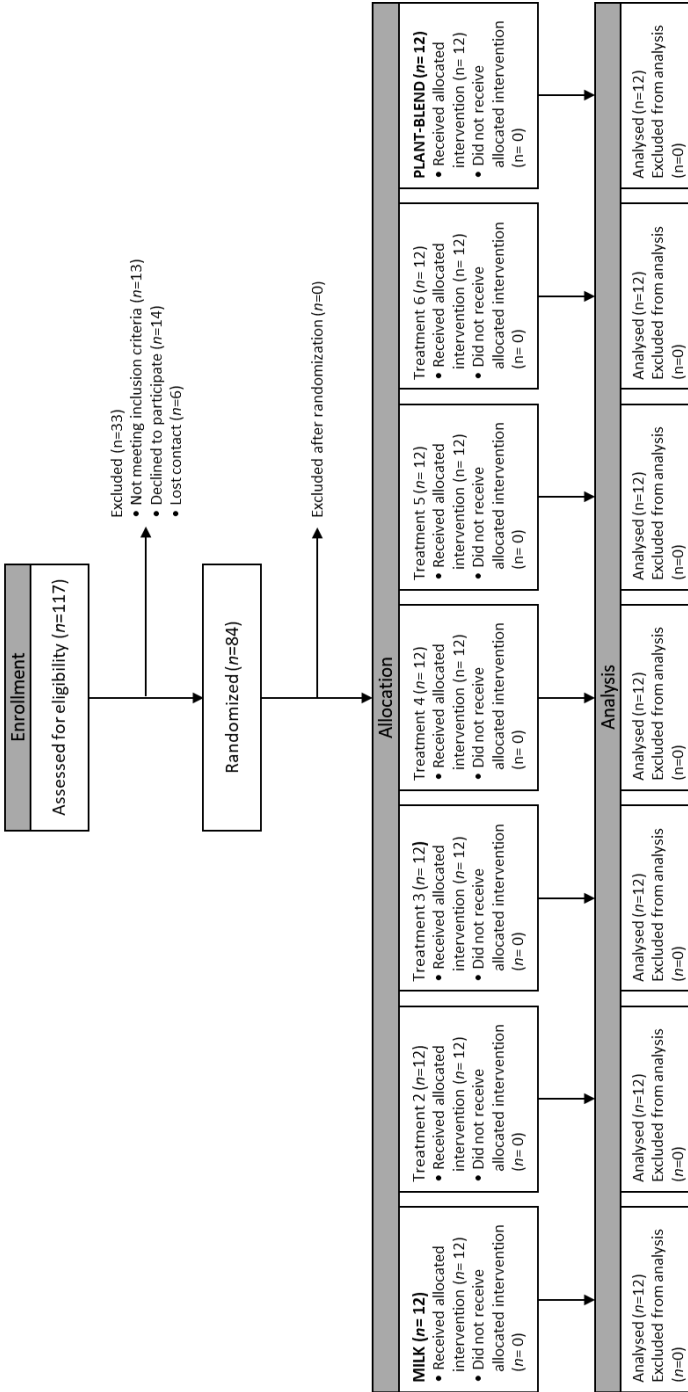 Enrollment
Assessed for eligibility (n=117)
Excluded (n=33)
• Not meeting inclusion criteria (n=13)
• Declined to participate (n=14)
• Lost contact (n=6)
Randomized (n=84)
Excluded after randomization (n=0)
Allocation
MILK (n= 12)
• Received allocated
intervention (n= 12)
• Did not receive
allocated intervention
(n= 0)
Treatment 2 (n=12)
• Received allocated
intervention (n= 12)
• Did not receive
allocated intervention
(n= 0)
Treatment 3 (n= 12)
• Received allocated
intervention (n= 12)
• Did not receive
allocated intervention
(n= 0)
Treatment 4 (n= 12)
• Received allocated
intervention (n= 12)
• Did not receive
allocated intervention
(n= 0)
Treatment 5 (n= 12)
• Received allocated
intervention (n= 12)
• Did not receive
allocated intervention
(n= 0)
Treatment 6 (n= 12)
• Received allocated
intervention (n= 12)
• Did not receive
allocated intervention
(n= 0)
PLANT-BLEND (n= 12)
• Received allocated
intervention (n= 12)
• Did not receive
allocated intervention
(n= 0)
Analysis
Analysed (n=12)
Excluded from analysis
(n=0)
Analysed (n=12)
Excluded from analysis
(n=0)
Analysed (n=12)
Excluded from analysis
(n=0)
Analysed (n=12)
Excluded from analysis
(n=0)
Analysed (n=12)
Excluded from analysis
(n=0)
Analysed (n=12)
Excluded from analysis
(n=0)
Analysed (n=12)
Excluded from analysis
(n=0)